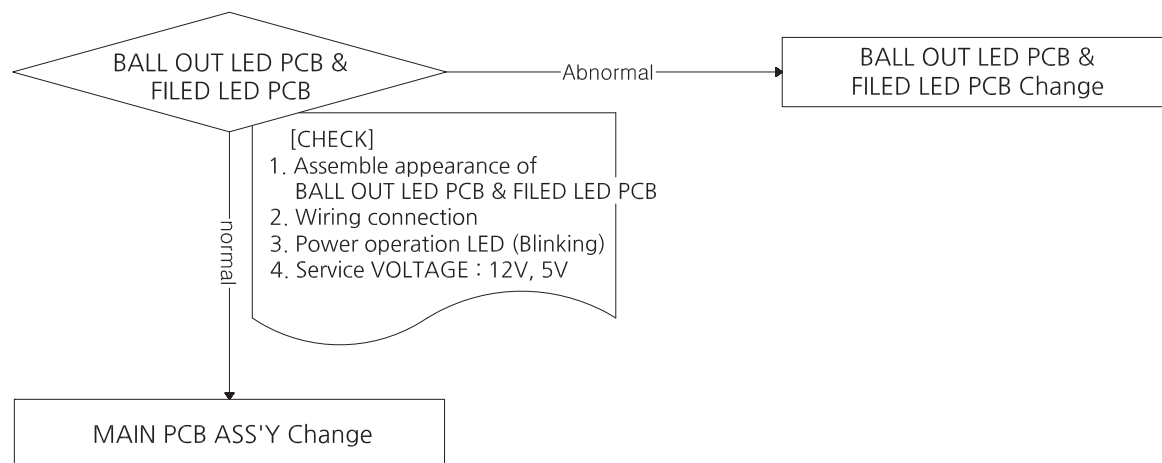 BALL OUT LED PCB &
FILED LED PCB
Abnormal
BALL OUT LED PCB &
FILED LED PCB Change
[CHECK]
1. Assemble appearance of
BALL OUT LED PCB & FILED LED PCB
2. Wiring connection
3. Power operation LED (Blinking)
4. Service VOLTAGE : 12V, 5V
normal
MAIN PCB ASS'Y Change